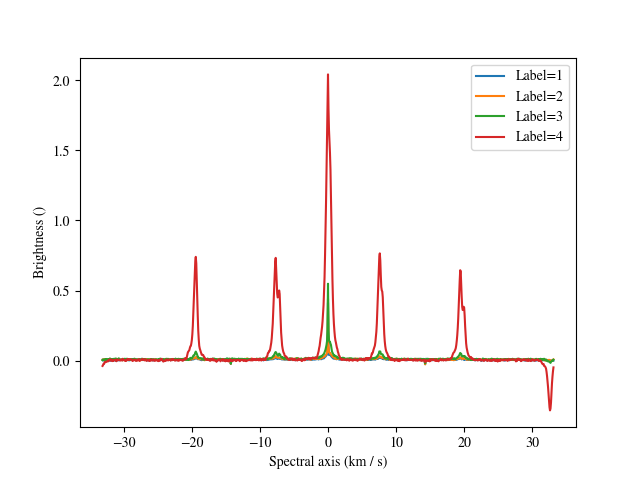 Label=1
Label=2
Label=3
Label=4
2.0
1.5
1.0
0.5
0.0
Brightness ()
−30 −20 −10 0 10 20 30
Spectral axis (km / s)